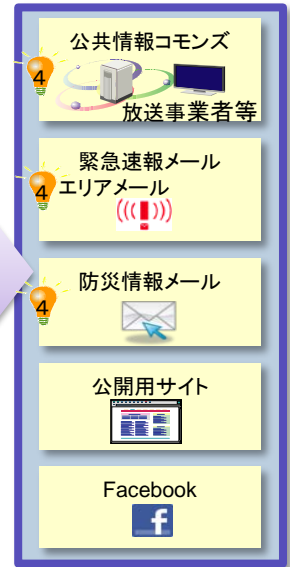 公共情報コモンズ
4
放送事業者等
緊急速報メール
4
エリアメール
防災情報メール
4
公開用サイト
Facebook
f